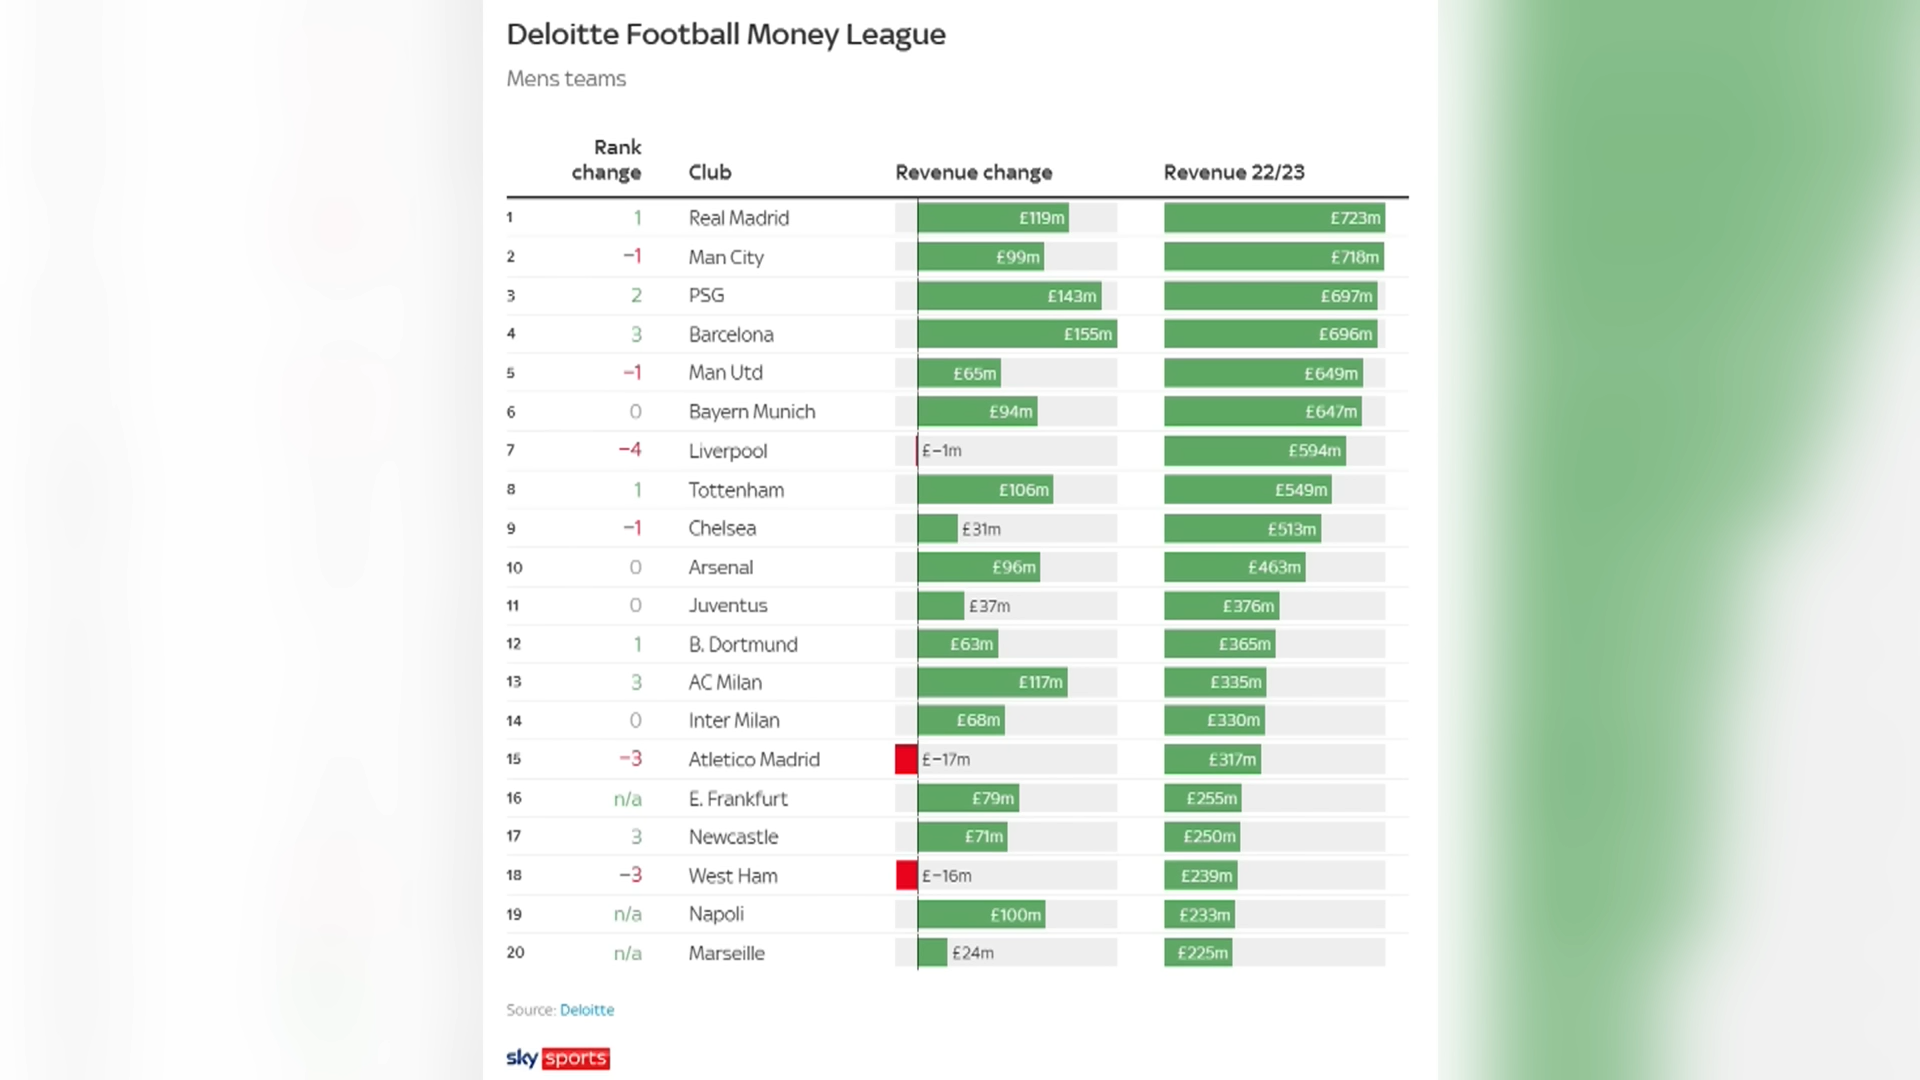 Deloitte Football Money League
Mens teams
Rank change Club Revenue change Revenue 22/23
1 1 Real Madrid £119m £723m
2 −1 Man City £99m £718m
3 2 PSG £143m £697m
4 3 Barcelona £155m £696m
5 −1 Man Utd £65m £649m
6 0 Bayern Munich £94m £647m
7 −4 Liverpool £−1m £594m
8 1 Tottenham £106m £549m
9 −1 Chelsea £31m £513m
10 0 Arsenal £96m £463m
11 0 Juventus £37m £376m
12 1 B. Dortmund £63m £365m
13 3 AC Milan £117m £335m
14 0 Inter Milan £68m £330m
15 −3 Atletico Madrid £−17m £317m
16 n/a E. Frankfurt £79m £255m
17 3 Newcastle £71m £250m
18 −3 West Ham £−16m £239m
19 n/a Napoli £100m £233m
20 n/a Marseille £24m £225m
Source: Deloitte
sky sports